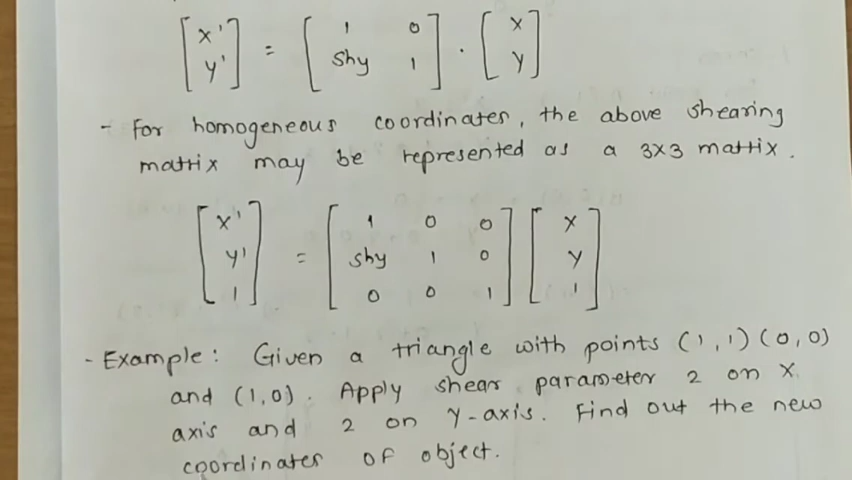 [x' y'] = [1 0 shy 1] . [x y]
- For homogeneous coordinates, the above shearing
matrix may be represented as a 3x3 mattix.
[x' y' 1] = [1 0 0 shy 1 0 0 0 1] [x y 1]
- Example: Given a triangle with points (1,1) (0,0)
and (1,0). Apply shear parameter 2 on X
axis and 2 on Y-axis. Find out the new
coordinates of object.